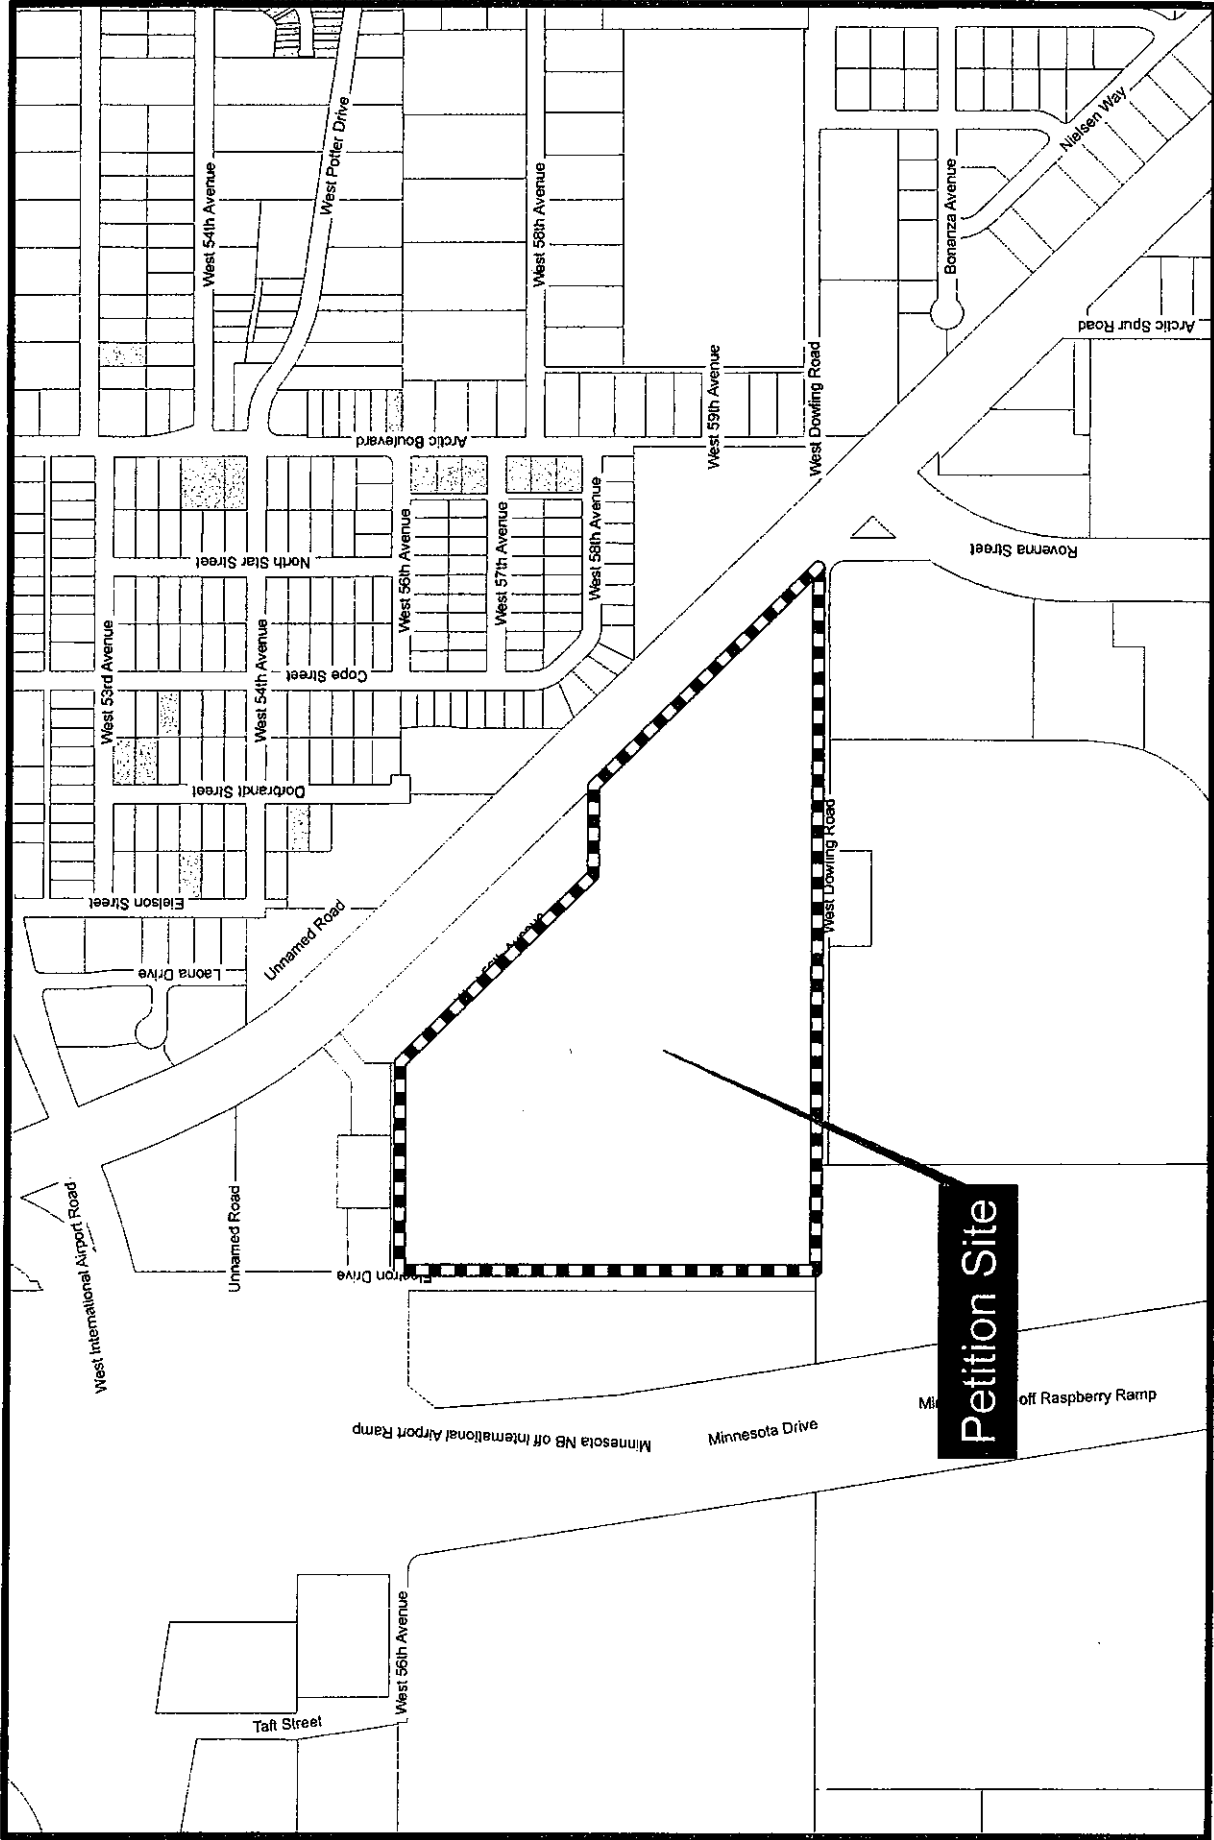 West 54th Avenue
West Potter Drive
West 58th Avenue
Nielsen Way
Bonanza Avenue
Arctic Spur Road
West 59th Avenue
West Dowling Road
Arctic Boulevard
North Star Street
West 56th Avenue
West 57th Avenue
West 58th Avenue
Rovenna Street
West 53rd Avenue
West 54th Avenue
Cope Street
Dorbrandt Street
Eielson Street
Unnamed Road
Laona Drive
West Dowling Road
West International Airport Road
Unnamed Road
Electron Drive
Petition Site
Minnesota NB off International Airport Ramp
Minnesota Drive
off Raspberry Ramp
West 56th Avenue
Taft Street